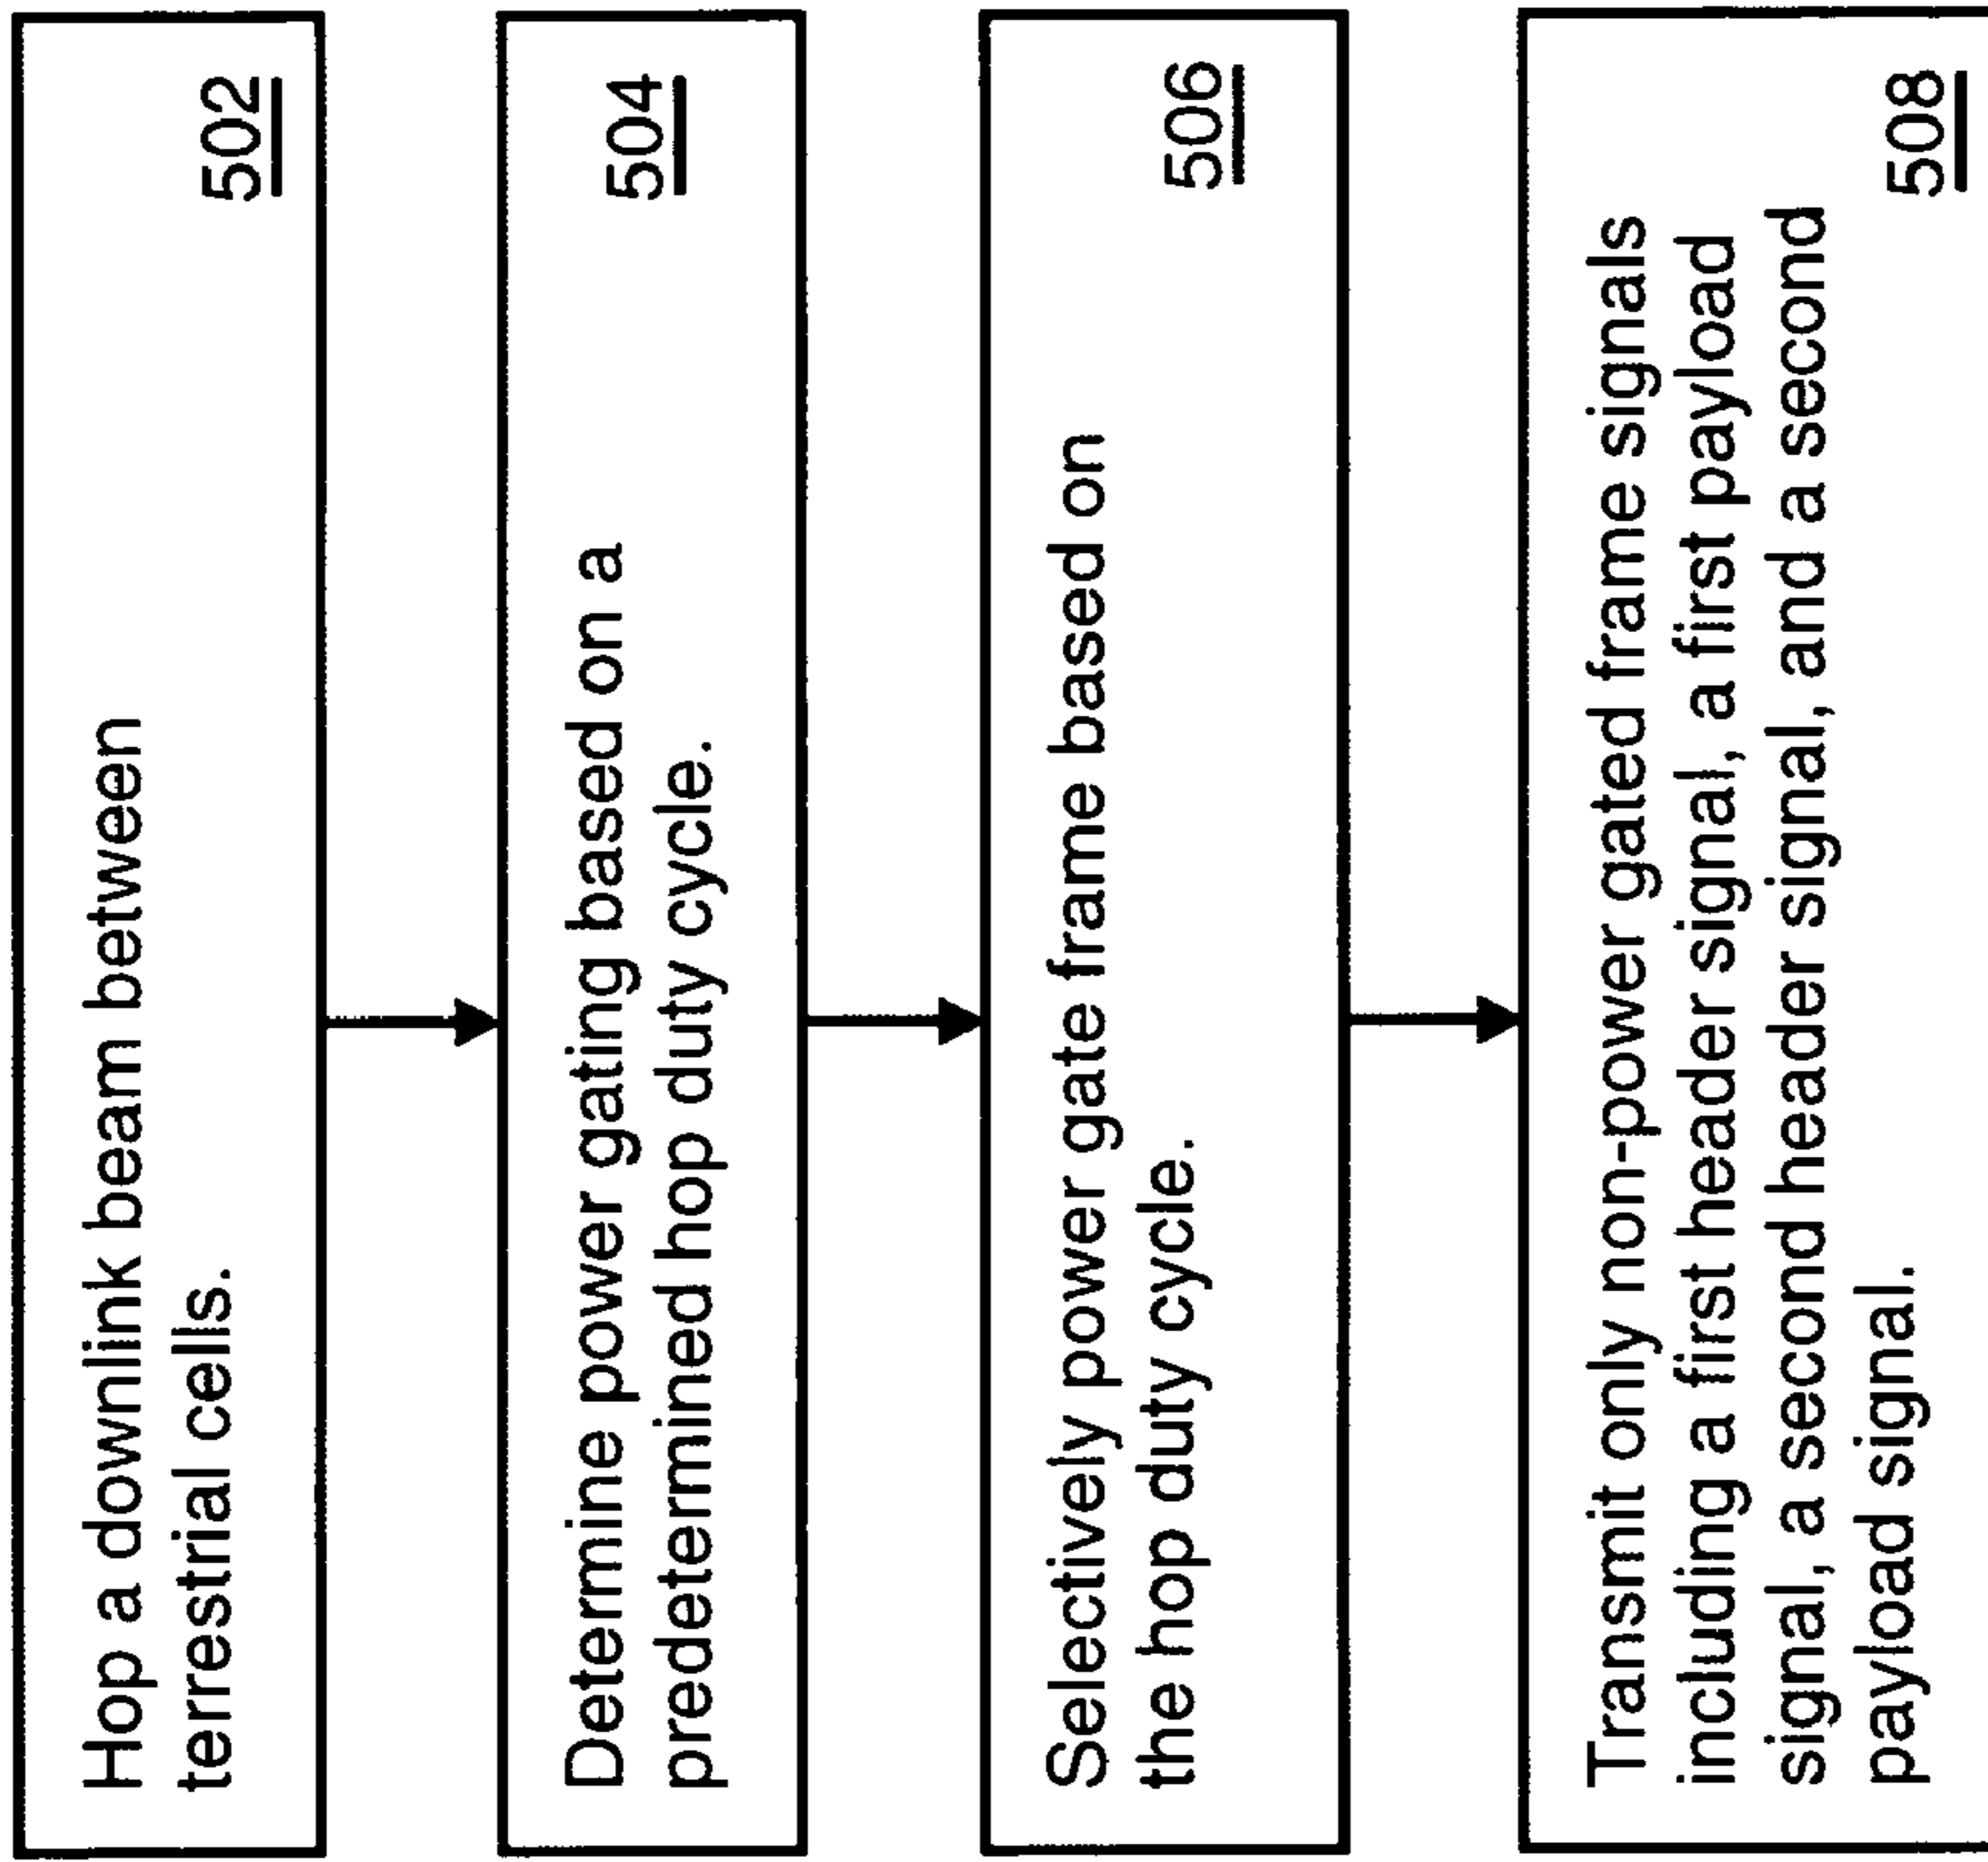 Hop a downlink beam between
terrestrial cells.
502
Determine power gating based on a
predetermined hop duty cycle.
504
Selectively power gate frame based on
the hop duty cycle.
506
Transmit only non-power gated frame signals
including a first header signal, a first payload
signal, a second header signal, and a second
payload signal.
508